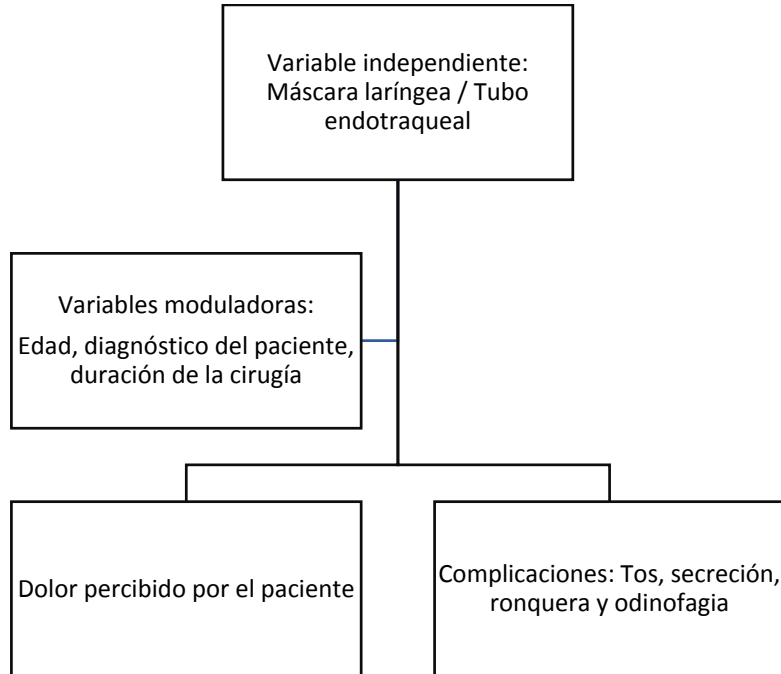 Variable independiente:
Máscara laríngea / Tubo
endotraqueal
Variables moduladoras:
Edad, diagnóstico del paciente,
duración de la cirugía
Dolor percibido por el paciente
Complicaciones: Tos, secreción,
ronquera y odinofagia